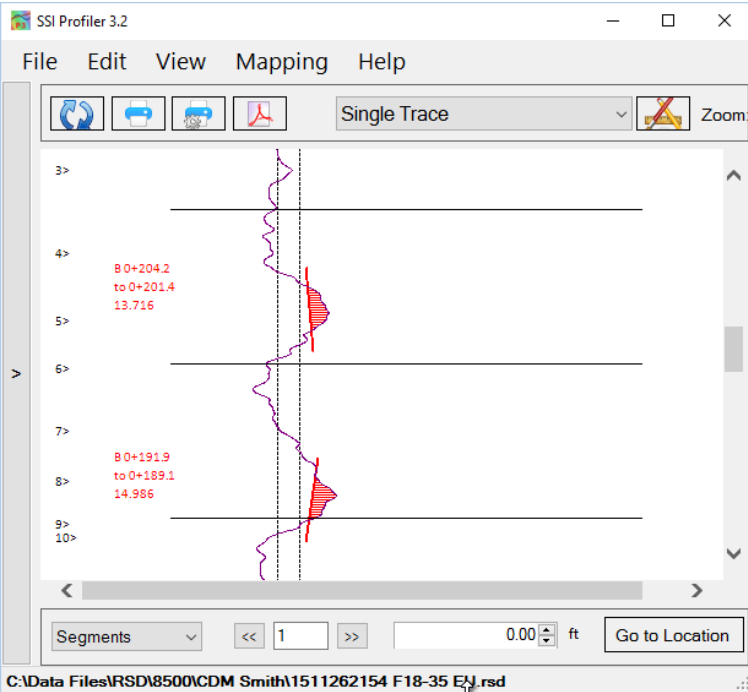 SSI Profiler 3.2
File Edit View Mapping Help
Single Trace
Zoom:
3>
4>
B 0+204.2
to 0+201.4
13.716
5>
6>
>
7>
B 0+191.9
to 0+189.1
14.986
8>
9>
10>
Segments << 1 >> 0.00 ft Go to Location
C:\Data Files\RSD\8500\CDM Smith\1511262154 F18-35 EN.rsd